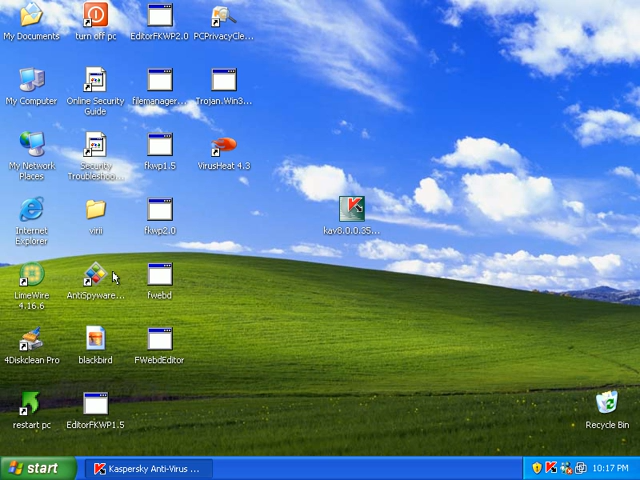 My Documents
turn off pc
EditorFKWP2.0
PCPrivacyCle...
My Computer
Online Security
Guide
filemanager...
Trojan.Win3...
My Network
Places
Security
Troubleshoo...
fkwp1.5
VirusHeat 4.3
Internet
Explorer
virii
fkwp2.0
kav8.0.0.35...
LimeWire
4.16.6
AntiSpyware...
fwebd
4Diskclean Pro
blackbird
FWebdEditor
restart pc
EditorFKWP1.5
Recycle Bin
start
Kaspersky Anti-Virus ...
10:17 PM